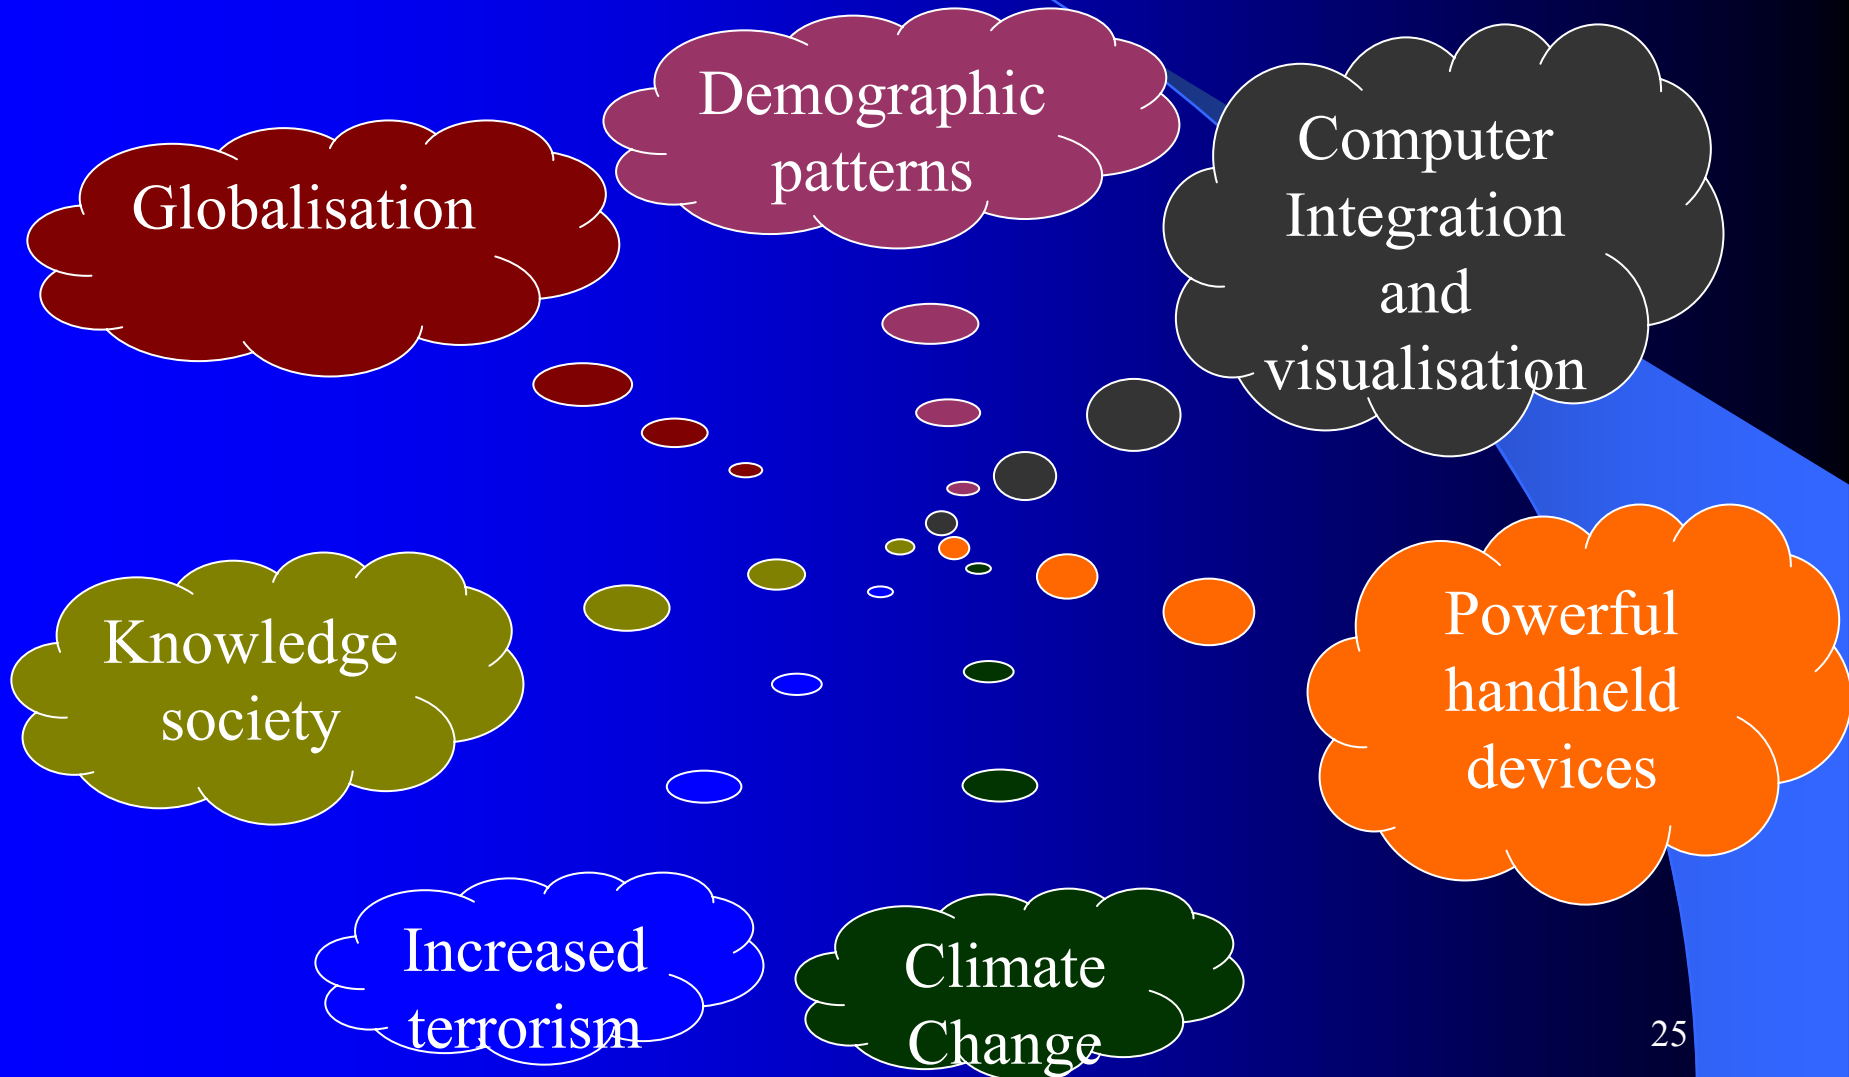 Demographic
patterns
Computer
Integration
and
visualisation
Globalisation
Knowledge
society
Powerful
handheld
devices
Increased
terrorism
Climate
Change
25